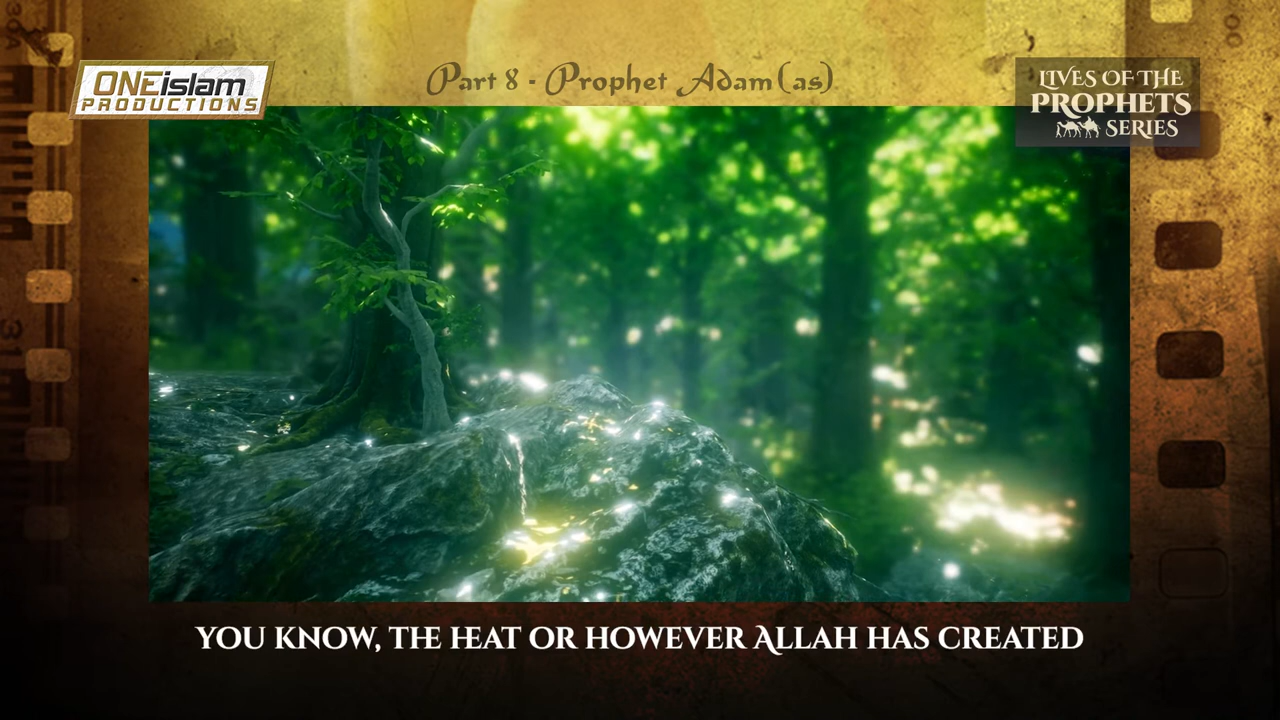 ONEislam
PRODUCTIONS
Part 8 - Prophet Adam (as)
LIVES OF THE
PROPHETS
SERIES
YOU KNOW, THE HEAT OR HOWEVER ALLAH HAS CREATED